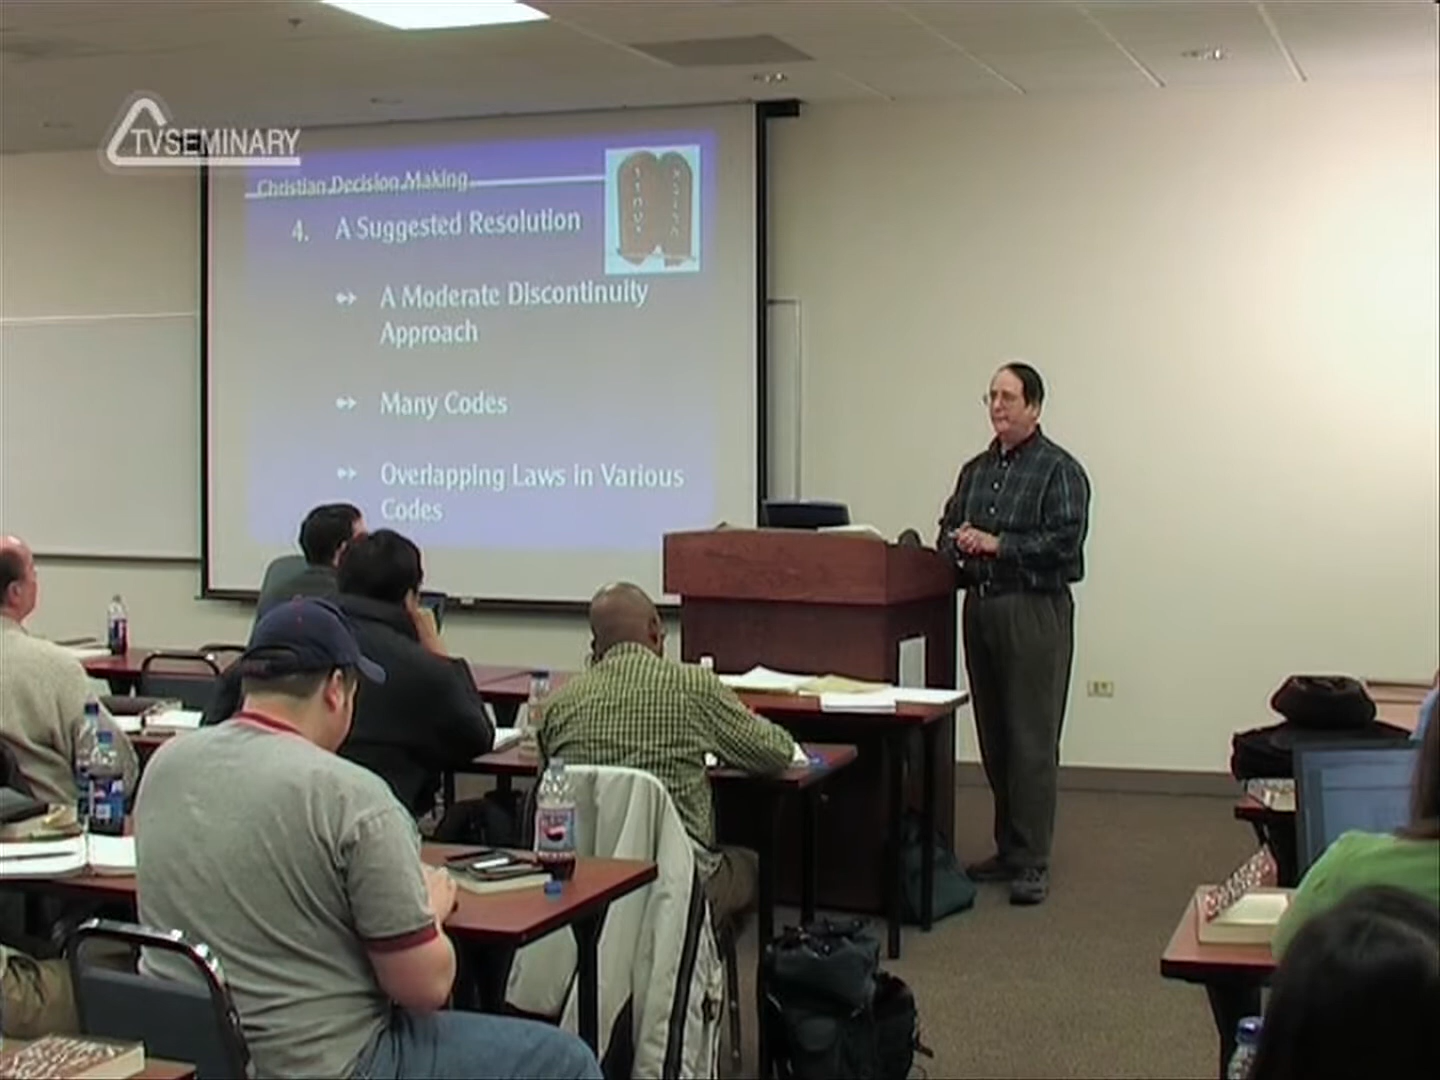 TVSEMINARY
Christian Decision Making
4. A Suggested Resolution
A Moderate Discontinuity
Approach
Many Codes
Overlapping Laws in Various
Codes